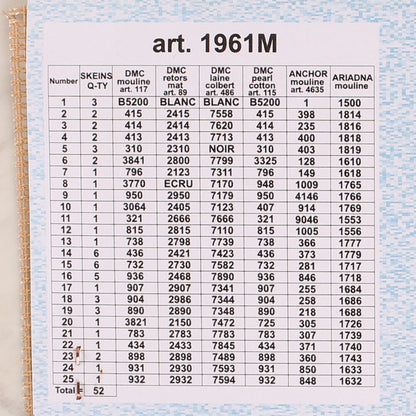 art. 1961M
Number SKEINS Q-TY DMC mouline art. 117 DMC retors mat art. 89 DMC laine colbert art. 486 DMC pearl cotton art. 115 ANCHOR mouline art. 4635 ARIADNA mouline
1 3 B5200 BLANC BLANC B5200 1 1500
2 2 415 2415 7558 415 398 1814
3 2 414 2414 7620 414 235 1816
4 2 413 2413 7713 413 400 1818
5 3 310 2310 NOIR 310 403 1819
6 2 3841 2800 7799 3325 128 1610
7 1 796 2123 7311 796 149 1618
8 1 3770 ECRU 7170 948 1009 1765
9 1 950 2950 7179 950 4146 1766
10 1 3064 2405 7123 407 914 1769
11 1 321 2666 7666 321 9046 1553
12 1 815 2815 7110 815 1005 1556
13 1 738 2798 7739 738 366 1777
14 6 436 2421 7423 436 373 1779
15 6 732 2730 7582 732 281 1717
16 5 936 2468 7890 936 846 1718
17 1 907 2907 7341 907 255 1684
18 3 904 2986 7344 904 258 1686
19 3 890 2890 7348 890 218 1688
20 1 3821 2150 7472 725 305 1726
21 1 783 2783 7783 783 307 1739
22 1 434 2433 7845 434 371 1740
23 2 898 2898 7489 898 360 1743
24 931 2930 7593 931 850 1633
25 1 932 2932 7594 932 848 1632
Total 52